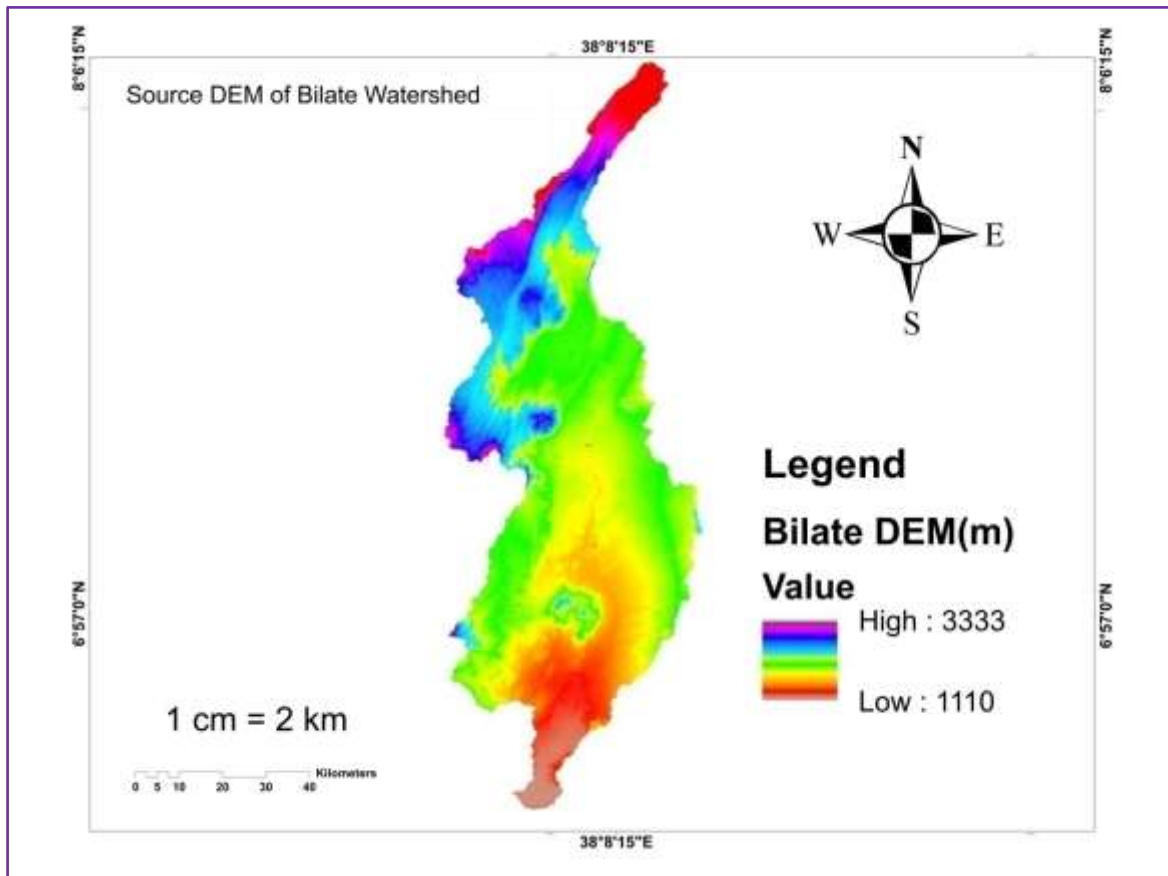 38°8'15"E
8°6'15"N
8°6'15"N
Source DEM of Bilate Watershed
N
W
E
S
Legend
Bilate DEM(m)
Value
High : 3333
Low : 1110
6°57'0"N
6°57'0"N
1 cm = 2 km
Kilometers
0 5 10 20 30 40
38°8'15"E